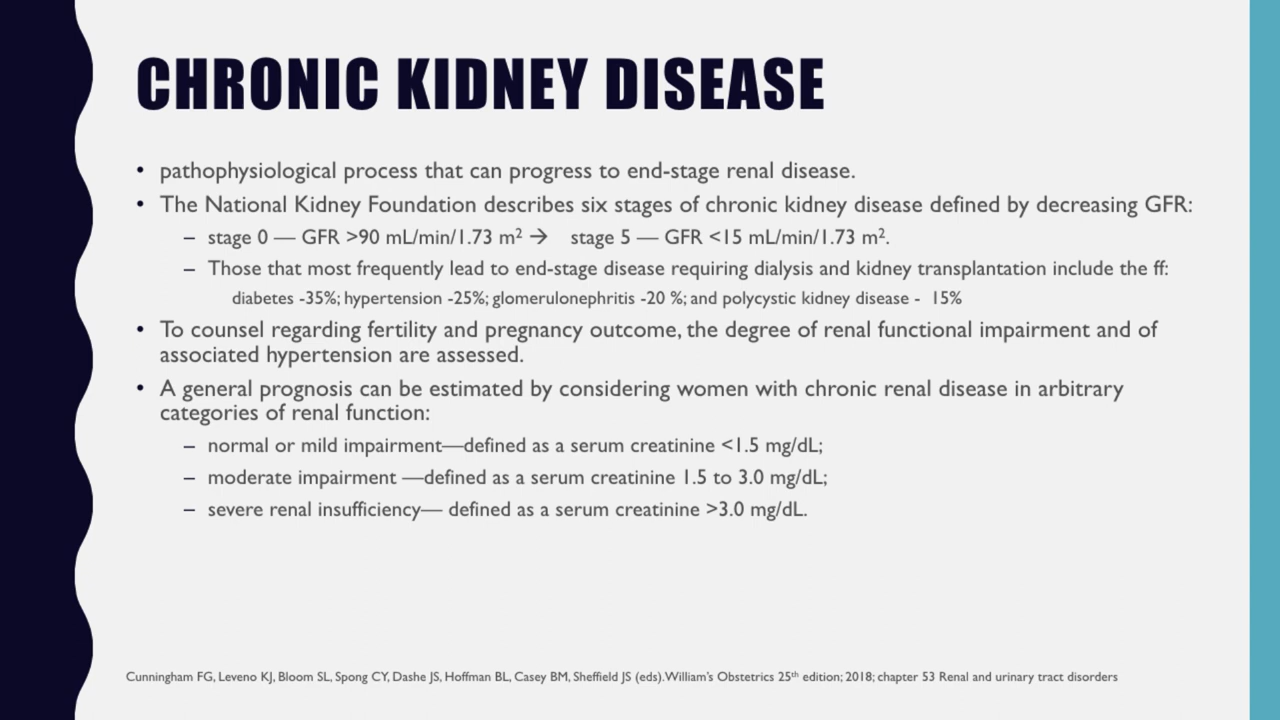 CHRONIC KIDNEY DISEASE
• pathophysiological process that can progress to end-stage renal disease.
• The National Kidney Foundation describes six stages of chronic kidney disease defined by decreasing GFR:
– stage 0 — GFR >90 mL/min/1.73 m² → stage 5 — GFR <15 mL/min/1.73 m².
– Those that most frequently lead to end-stage disease requiring dialysis and kidney transplantation include the ff:
diabetes -35%; hypertension -25%; glomerulonephritis -20 %; and polycystic kidney disease - 15%
• To counsel regarding fertility and pregnancy outcome, the degree of renal functional impairment and of
associated hypertension are assessed.
• A general prognosis can be estimated by considering women with chronic renal disease in arbitrary
categories of renal function:
– normal or mild impairment—defined as a serum creatinine <1.5 mg/dL;
– moderate impairment —defined as a serum creatinine 1.5 to 3.0 mg/dL;
– severe renal insufficiency— defined as a serum creatinine >3.0 mg/dL.
Cunningham FG, Leveno KJ, Bloom SL, Spong CY, Dashe JS, Hoffman BL, Casey BM, Sheffield JS (eds).William's Obstetrics 25th edition; 2018; chapter 53 Renal and urinary tract disorders